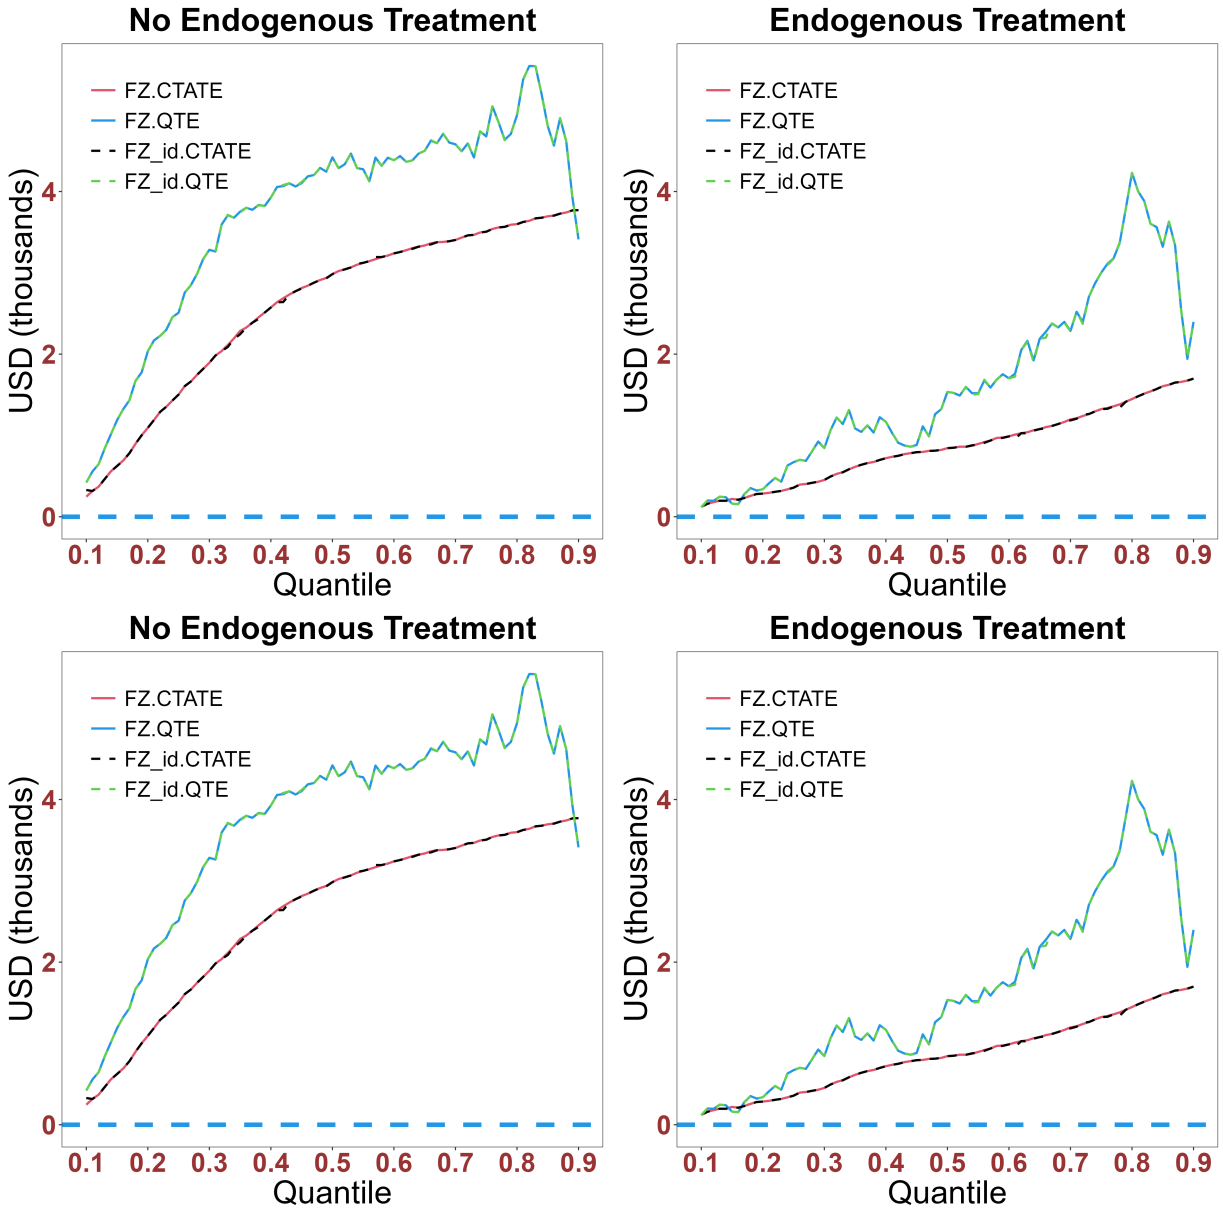 No Endogenous Treatment
USD (thousands)
4
2
0
FZ.CTATE
FZ.QTE
FZ_id.CTATE
FZ_id.QTE
0.1 0.2 0.3 0.4 0.5 0.6 0.7 0.8 0.9
Quantile
Endogenous Treatment
USD (thousands)
4
2
0
FZ.CTATE
FZ.QTE
FZ_id.CTATE
FZ_id.QTE
0.1 0.2 0.3 0.4 0.5 0.6 0.7 0.8 0.9
Quantile
No Endogenous Treatment
USD (thousands)
4
2
0
FZ.CTATE
FZ.QTE
FZ_id.CTATE
FZ_id.QTE
0.1 0.2 0.3 0.4 0.5 0.6 0.7 0.8 0.9
Quantile
Endogenous Treatment
USD (thousands)
4
2
0
FZ.CTATE
FZ.QTE
FZ_id.CTATE
FZ_id.QTE
0.1 0.2 0.3 0.4 0.5 0.6 0.7 0.8 0.9
Quantile